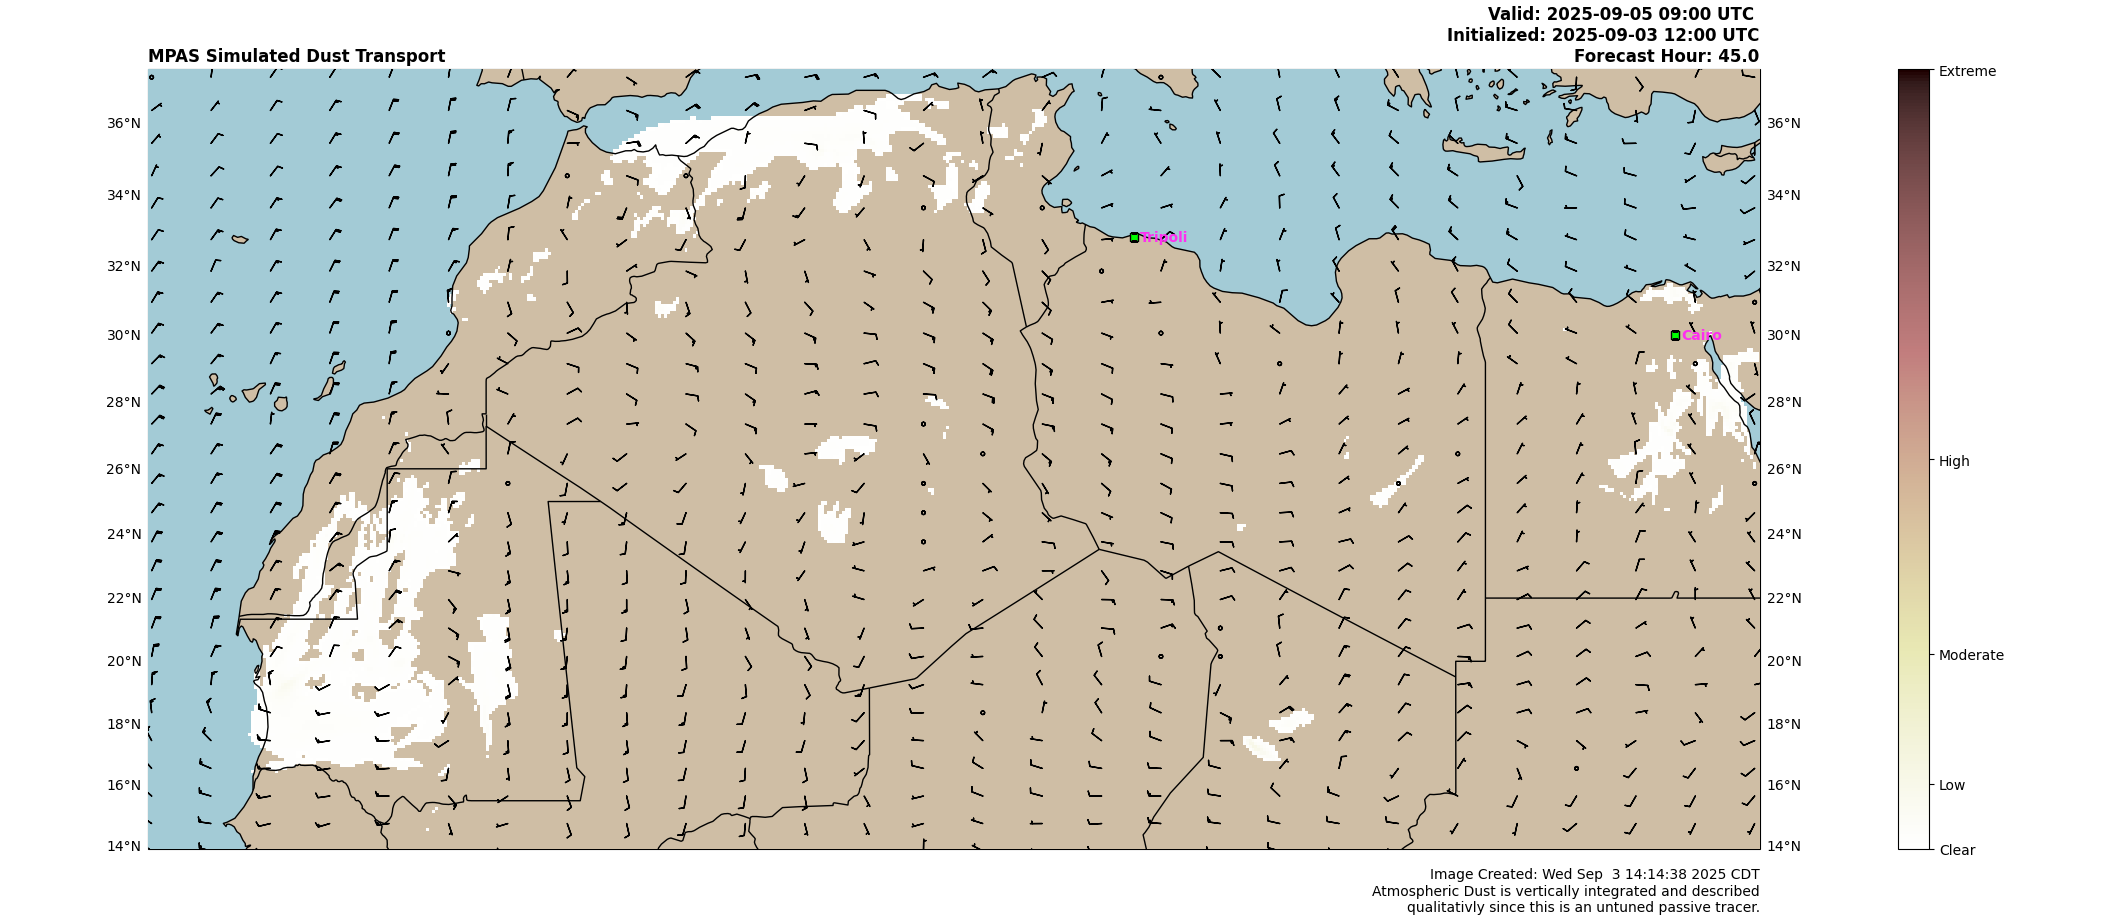 Valid: 2025-09-05 09:00 UTC
Initialized: 2025-09-03 12:00 UTC
MPAS Simulated Dust Transport
Forecast Hour: 45.0
Extreme
36°N
36°N
34°N
34°N
Tripoli
32°N
32°N
30°N
Cairo
30°N
28°N
28°N
26°N
26°N
High
24°N
24°N
22°N
22°N
20°N
20°N
Moderate
18°N
18°N
16°N
16°N
Low
14°N
14°N
Clear
Image Created: Wed Sep  3 14:14:38 2025 CDT
Atmospheric Dust is vertically integrated and described
qualitativly since this is an untuned passive tracer.